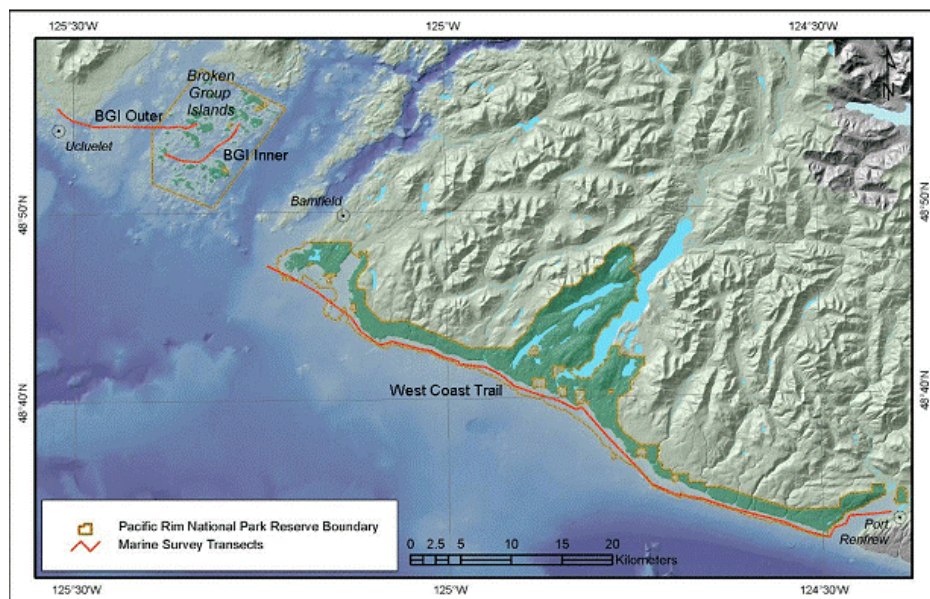 125°30'W 125°W 124°30'W
N
Broken
Group
Islands
BGI Outer
Ucluelet
BGI Inner
Bamfield
48°50'N 48°50'N
48°40'N 48°40'N
West Coast Trail
Pacific Rim National Park Reserve Boundary
Marine Survey Transects
0 2.5 5 10 15 20
Kilometers
Port
Renfrew
125°30'W 125°W 124°30'W